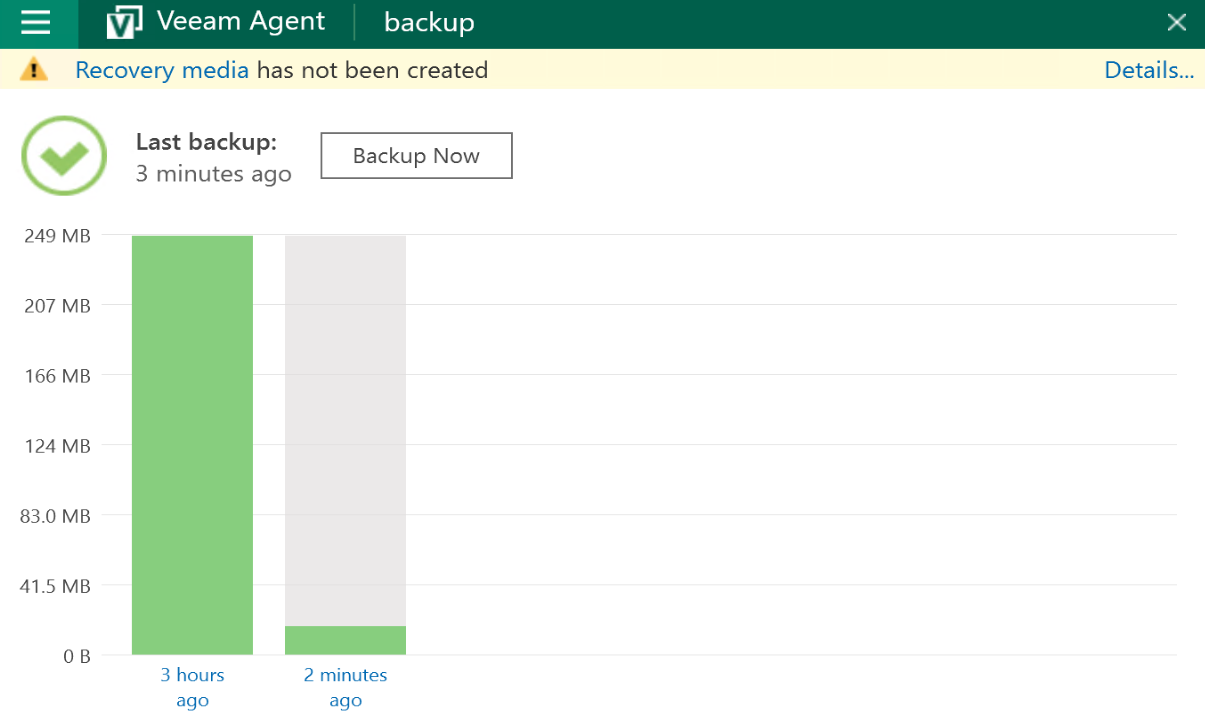 Veeam Agent backup
Recovery media has not been created Details...
Last backup:
3 minutes ago
Backup Now
249 MB
207 MB
166 MB
124 MB
83.0 MB
41.5 MB
0 B
3 hours
ago
2 minutes
ago